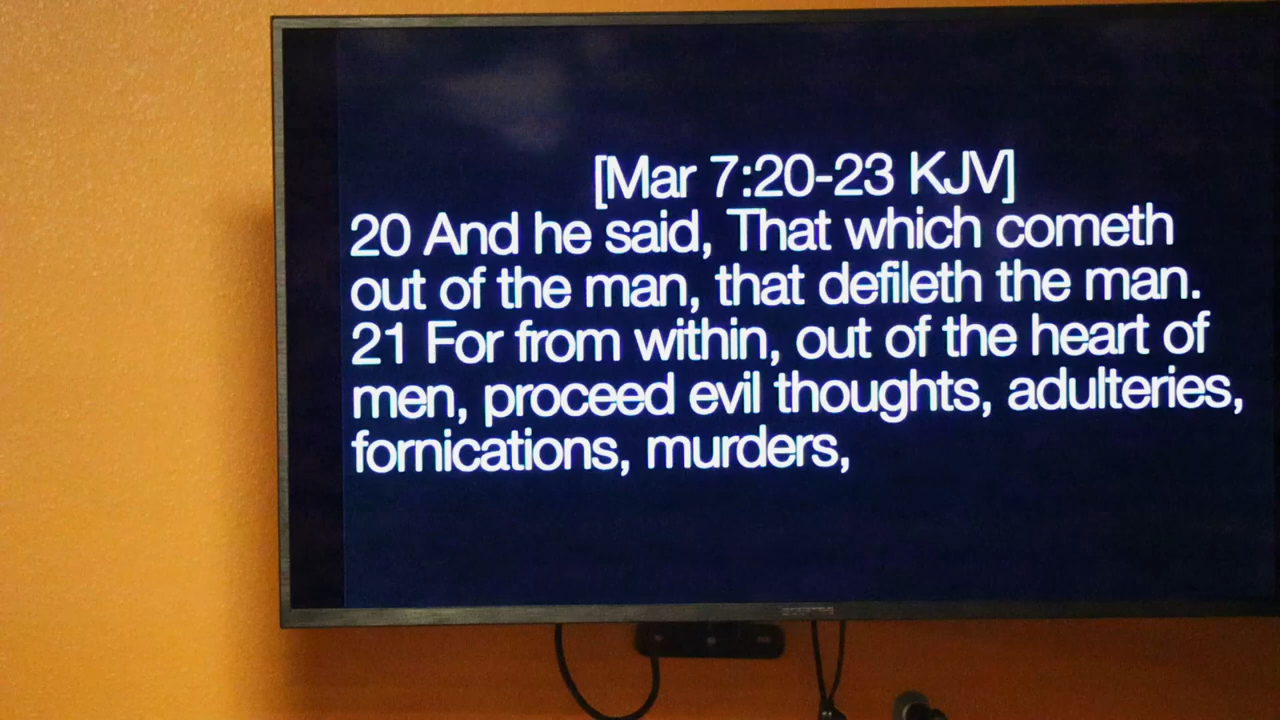 [Mar 7:20-23 KJV]
20 And he said, That which cometh
out of the man, that defileth the man.
21 For from within, out of the heart of
men, proceed evil thoughts, adulteries,
fornications, murders,